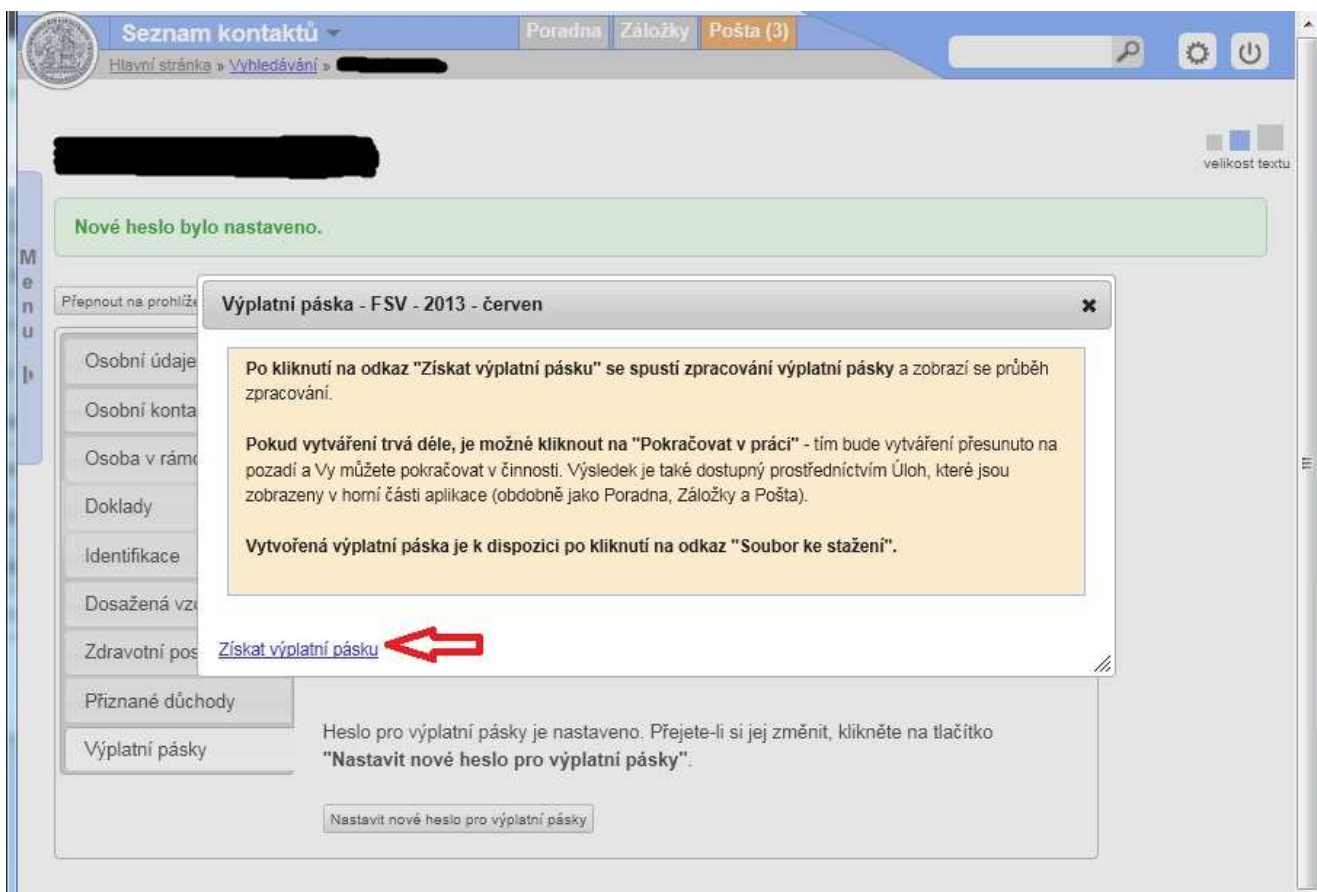 Seznam kontaktů
Poradna Záložky Pošta (3)
Hlavní stránka » Vyhledávání »
velikost textu
Nové heslo bylo nastaveno.
Menu
Přepnout na prohlíže
Výplatní páska - FSV - 2013 - červen
Po kliknutí na odkaz "Získat výplatní pásku" se spustí zpracování výplatní pásky a zobrazí se průběh
zpracování.
Pokud vytváření trvá déle, je možné kliknout na "Pokračovat v práci" - tím bude vytváření přesunuto na
pozadí a Vy můžete pokračovat v činnosti. Výsledek je také dostupný prostřednictvím Úloh, které jsou
zobrazeny v horní části aplikace (obdobně jako Poradna, Záložky a Pošta).
Vytvořená výplatní páska je k dispozici po kliknutí na odkaz "Soubor ke stažení".
Získat výplatní pásku
Osobní údaje
Osobní konta
Osoba v rám
Doklady
Identifikace
Dosažená vz
Zdravotní pos
Přiznané důchody
Výplatní pásky
Heslo pro výplatní pásky je nastaveno. Přejete-li si jej změnit, klikněte na tlačítko
"Nastavit nové heslo pro výplatní pásky".
Nastavit nové heslo pro výplatní pásky